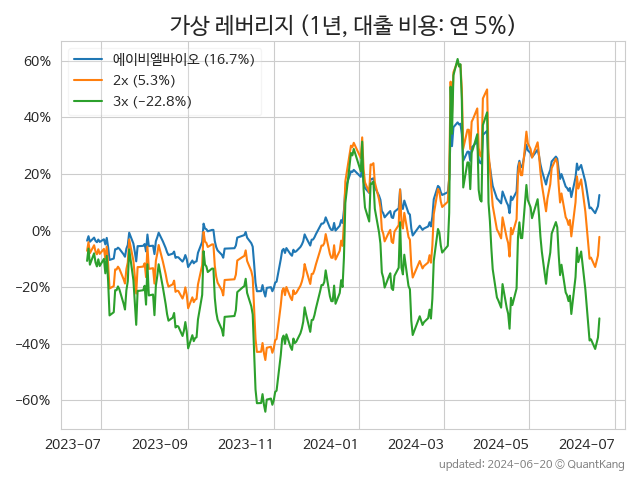 가상 레버리지 (1년, 대출 비용: 연 5%)
에이비엘바이오 (16.7%)
2x (5.3%)
3x (−22.8%)
60%
40%
20%
0%
−20%
−40%
−60%
2023-07 2023-09 2023-11 2024-01 2024-03 2024-05 2024-07
updated: 2024-06-20 © QuantKang